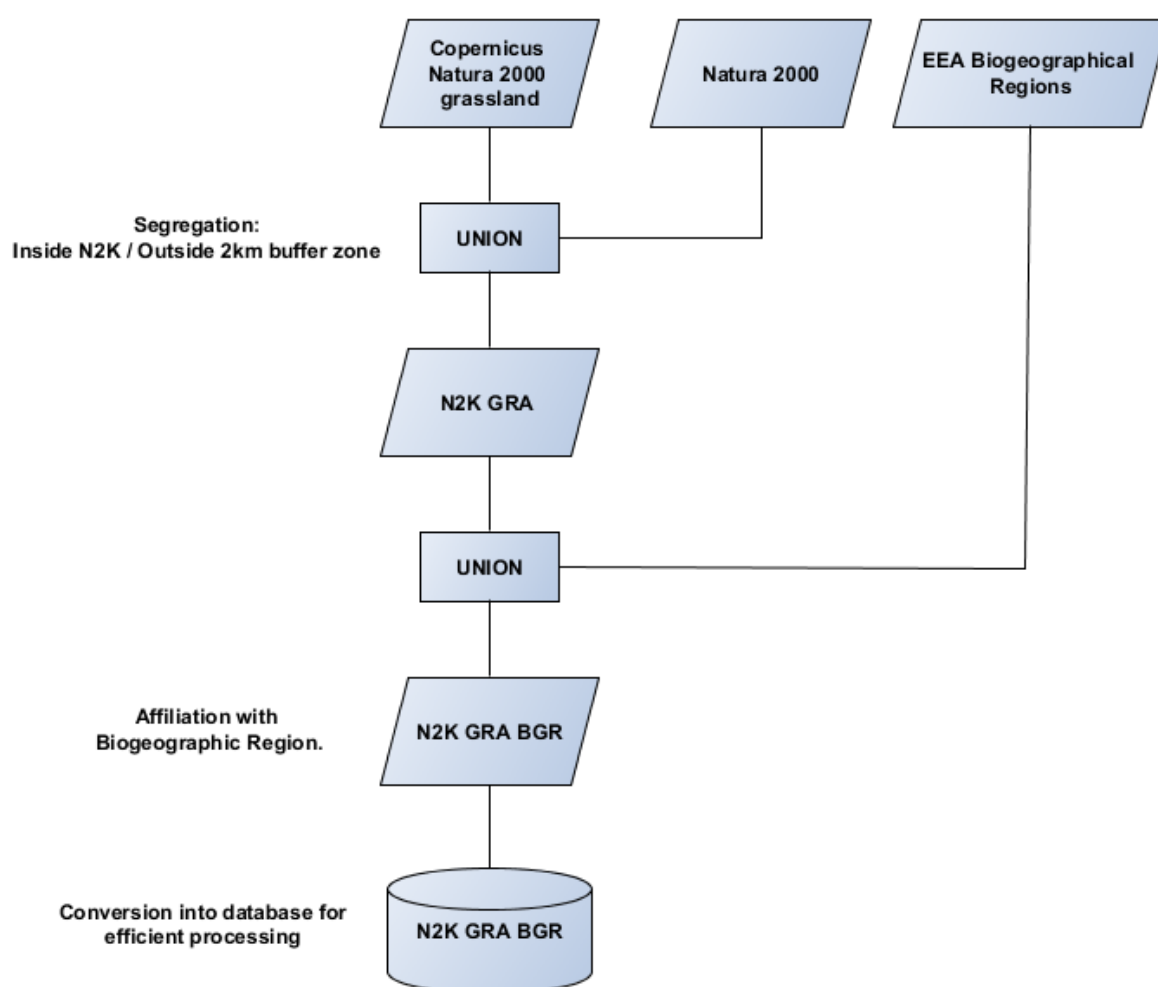 Copernicus
Natura 2000
grassland
Natura 2000
EEA Biogeographical
Regions
Segregation:
Inside N2K / Outside 2km buffer zone
UNION
N2K GRA
UNION
Affiliation with
Biogeographic Region.
N2K GRA BGR
Conversion into database for
efficient processing
N2K GRA BGR